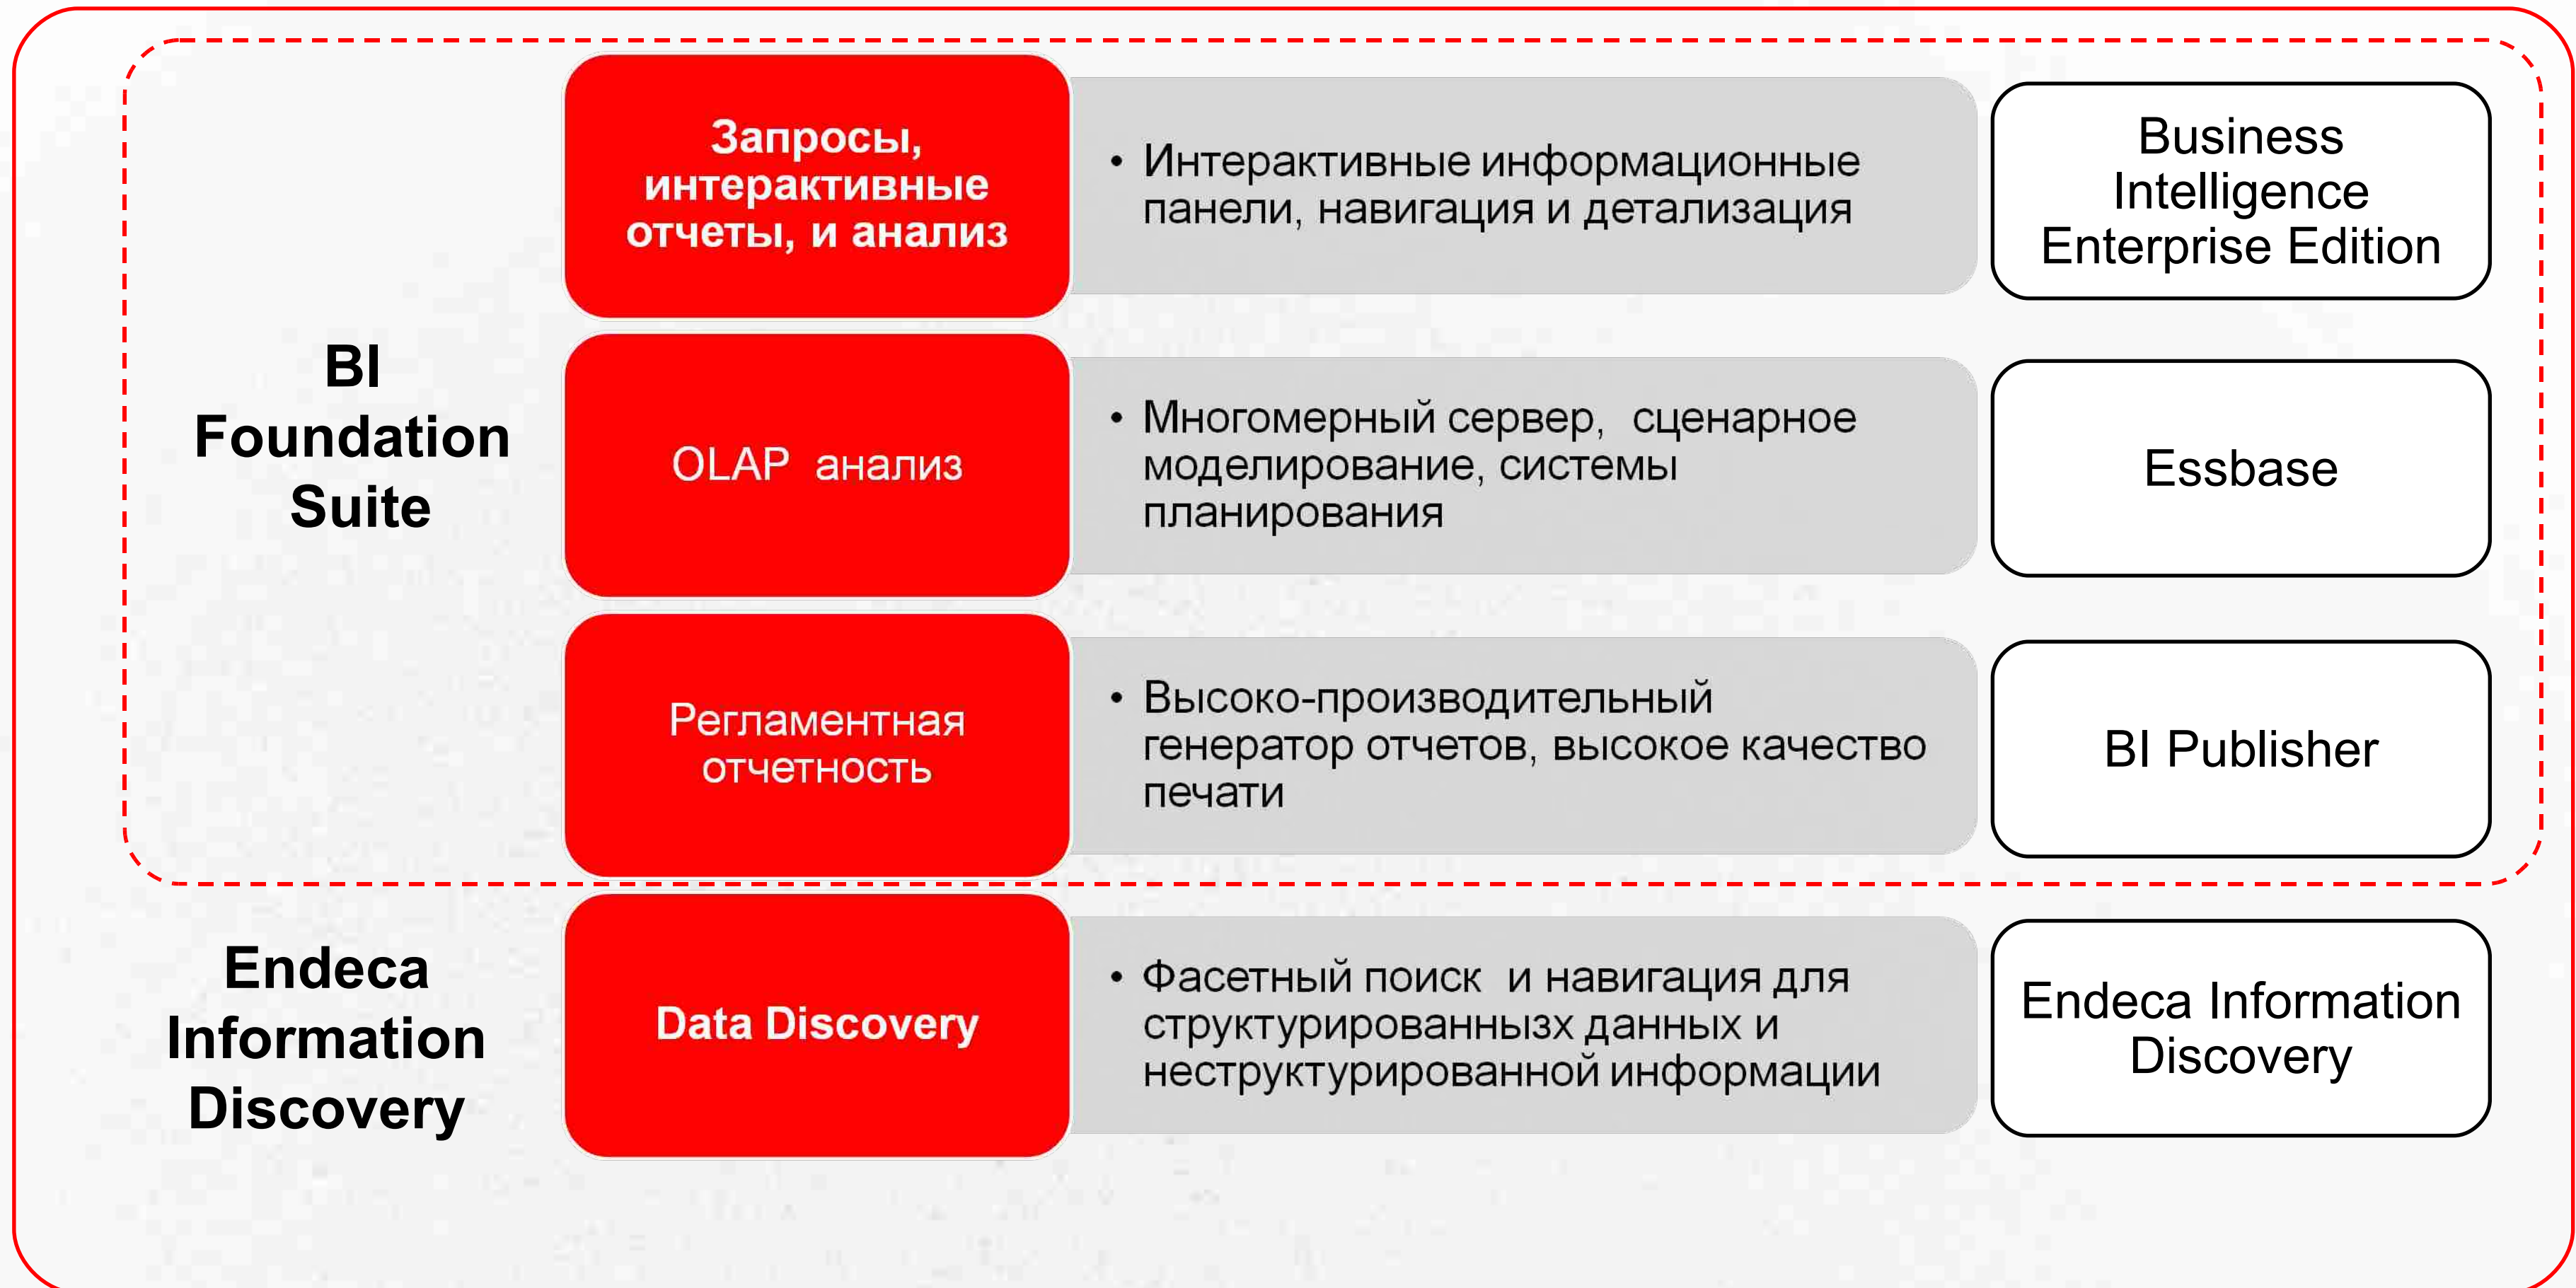 BI
Foundation
Suite
Запросы,
интерактивные
отчеты, и анализ
• Интерактивные информационные
панели, навигация и детализация
Business
Intelligence
Enterprise Edition
OLAP анализ
• Многомерный сервер, сценарное
моделирование, системы
планирования
Essbase
Регламентная
отчетность
• Высоко-производительный
генератор отчетов, высокое качество
печати
BI Publisher
Endeca
Information
Discovery
Data Discovery
• Фасетный поиск и навигация для
структурированнызх данных и
неструктурированной информации
Endeca Information
Discovery